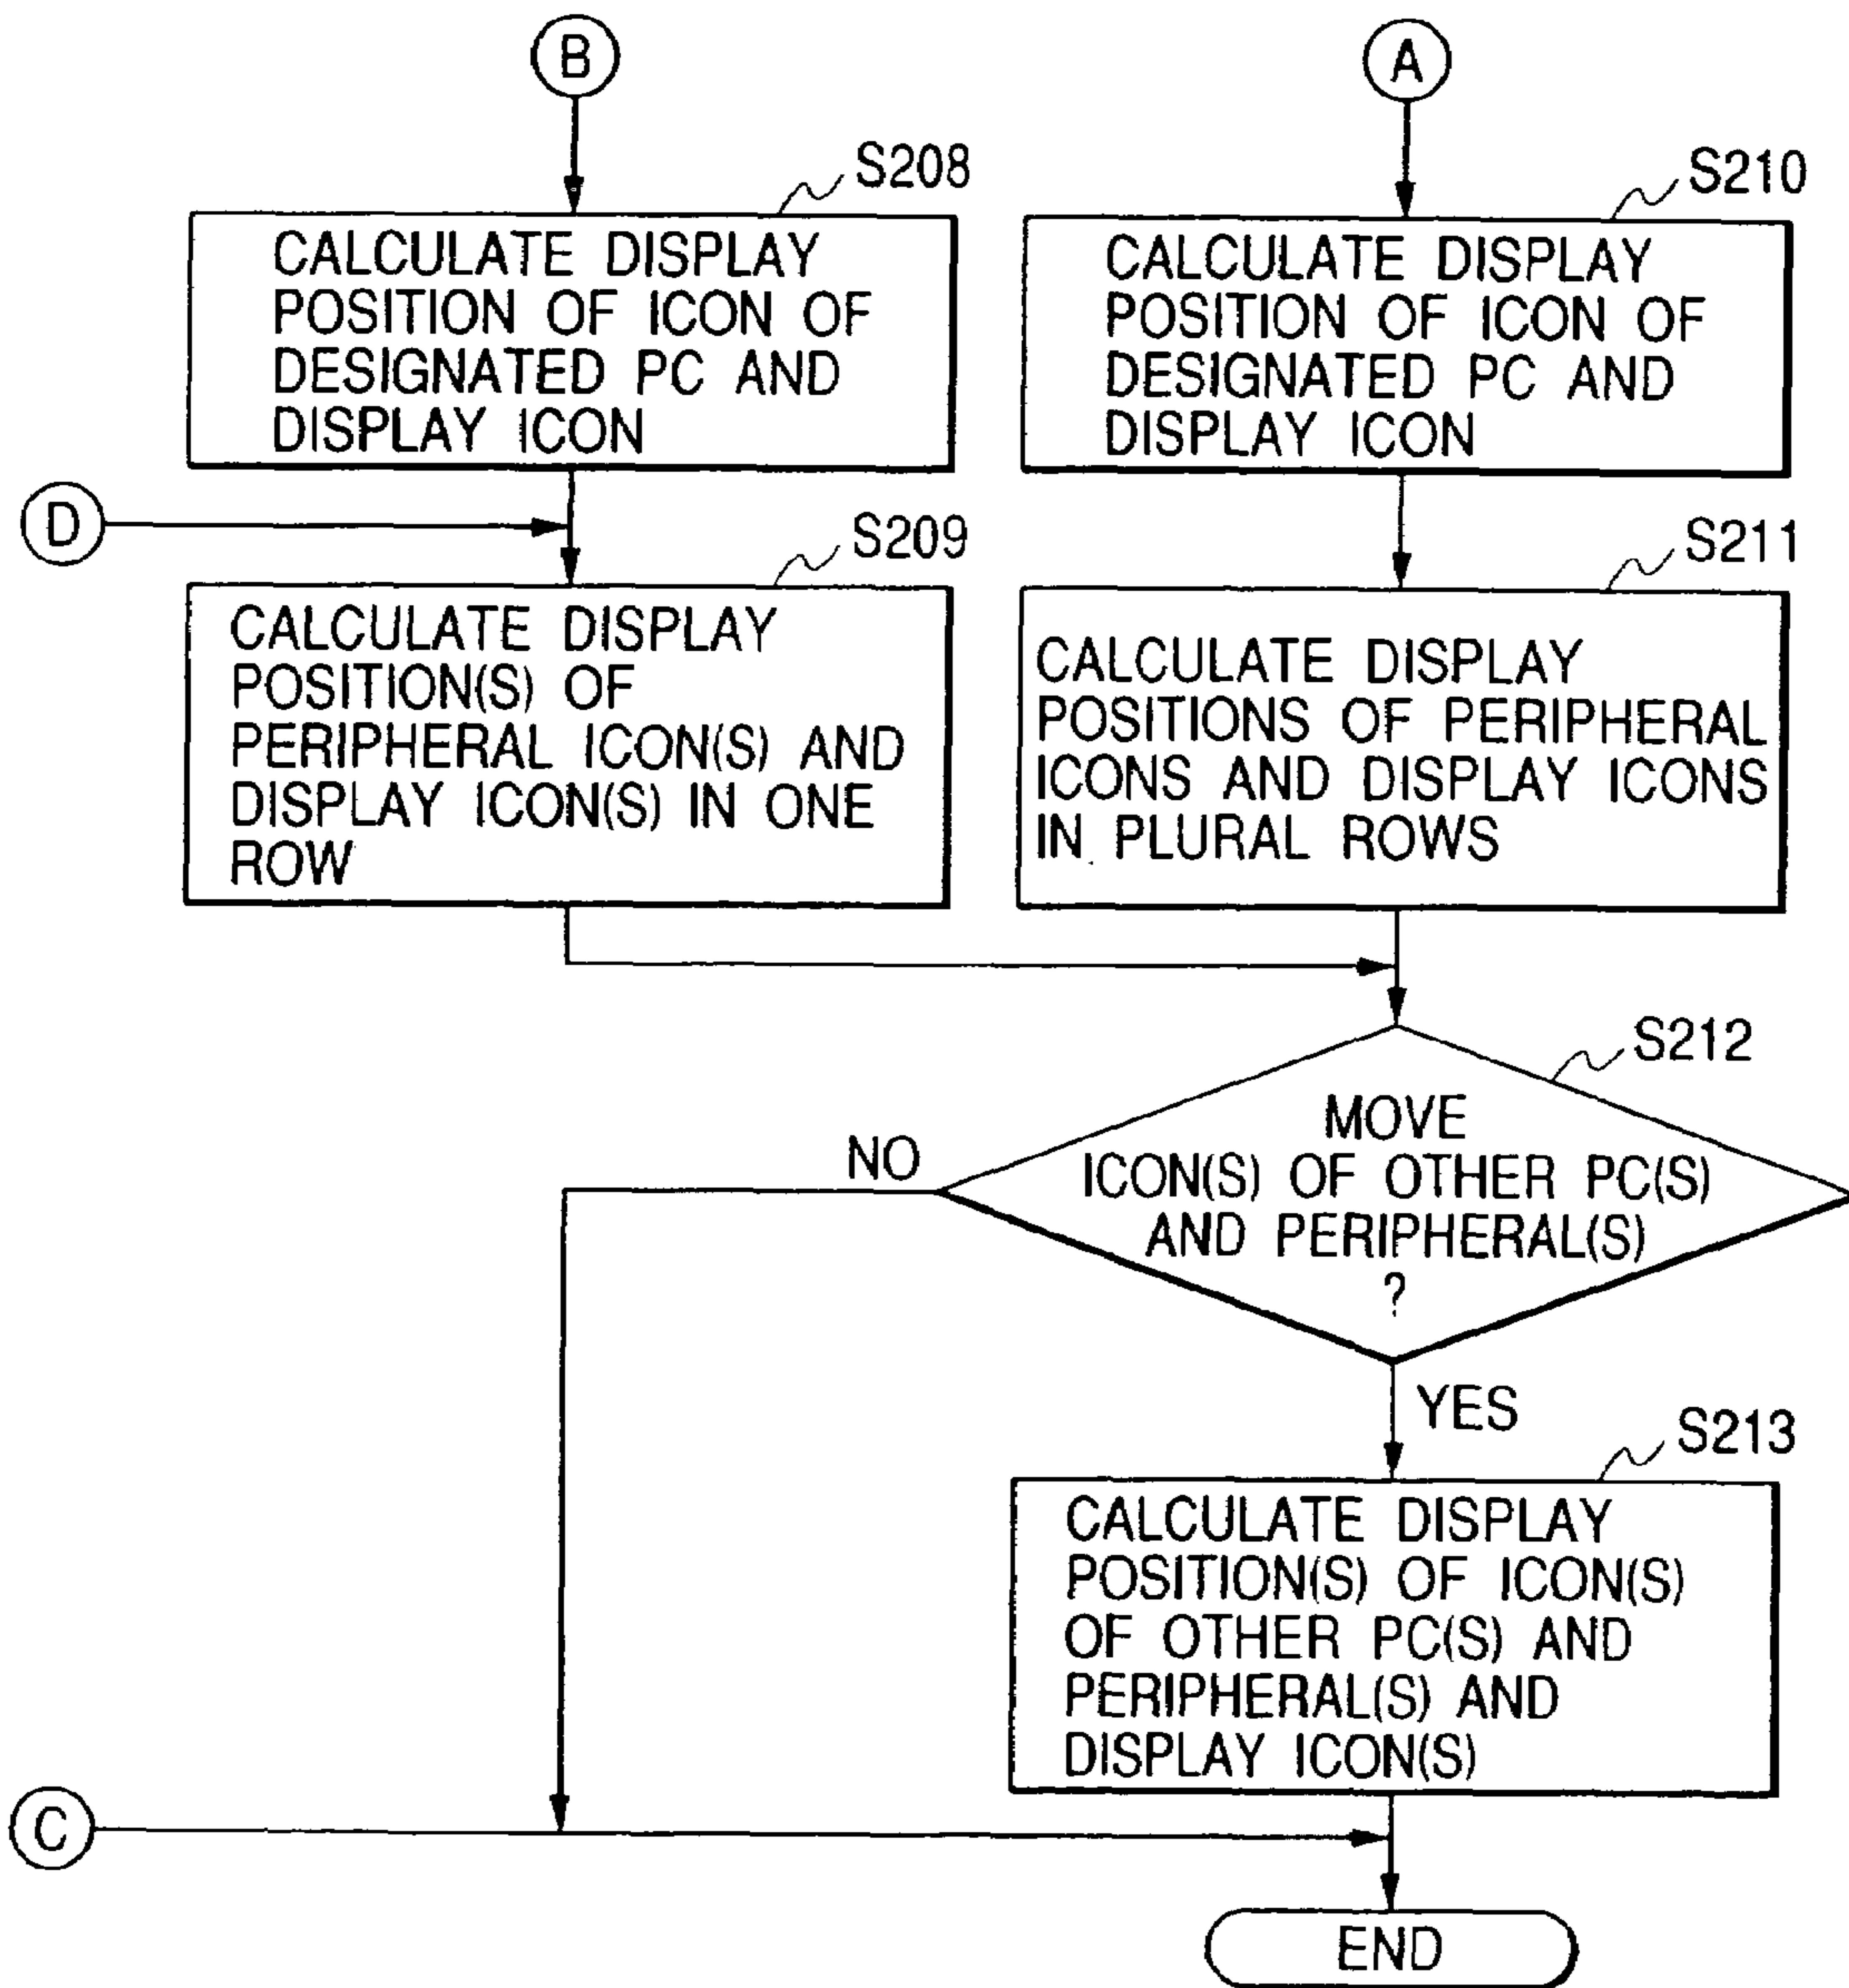 B
A
S208
CALCULATE DISPLAY
POSITION OF ICON OF
DESIGNATED PC AND
DISPLAY ICON
S210
CALCULATE DISPLAY
POSITION OF ICON OF
DESIGNATED PC AND
DISPLAY ICON
D
S209
CALCULATE DISPLAY
POSITION(S) OF
PERIPHERAL ICON(S) AND
DISPLAY ICON(S) IN ONE
ROW
S211
CALCULATE DISPLAY
POSITIONS OF PERIPHERAL
ICONS AND DISPLAY ICONS
IN PLURAL ROWS
S212
MOVE
ICON(S) OF OTHER PC(S)
AND PERIPHERAL(S)
?
NO
YES
S213
CALCULATE DISPLAY
POSITION(S) OF ICON(S)
OF OTHER PC(S) AND
PERIPHERAL(S) AND
DISPLAY ICON(S)
C
END